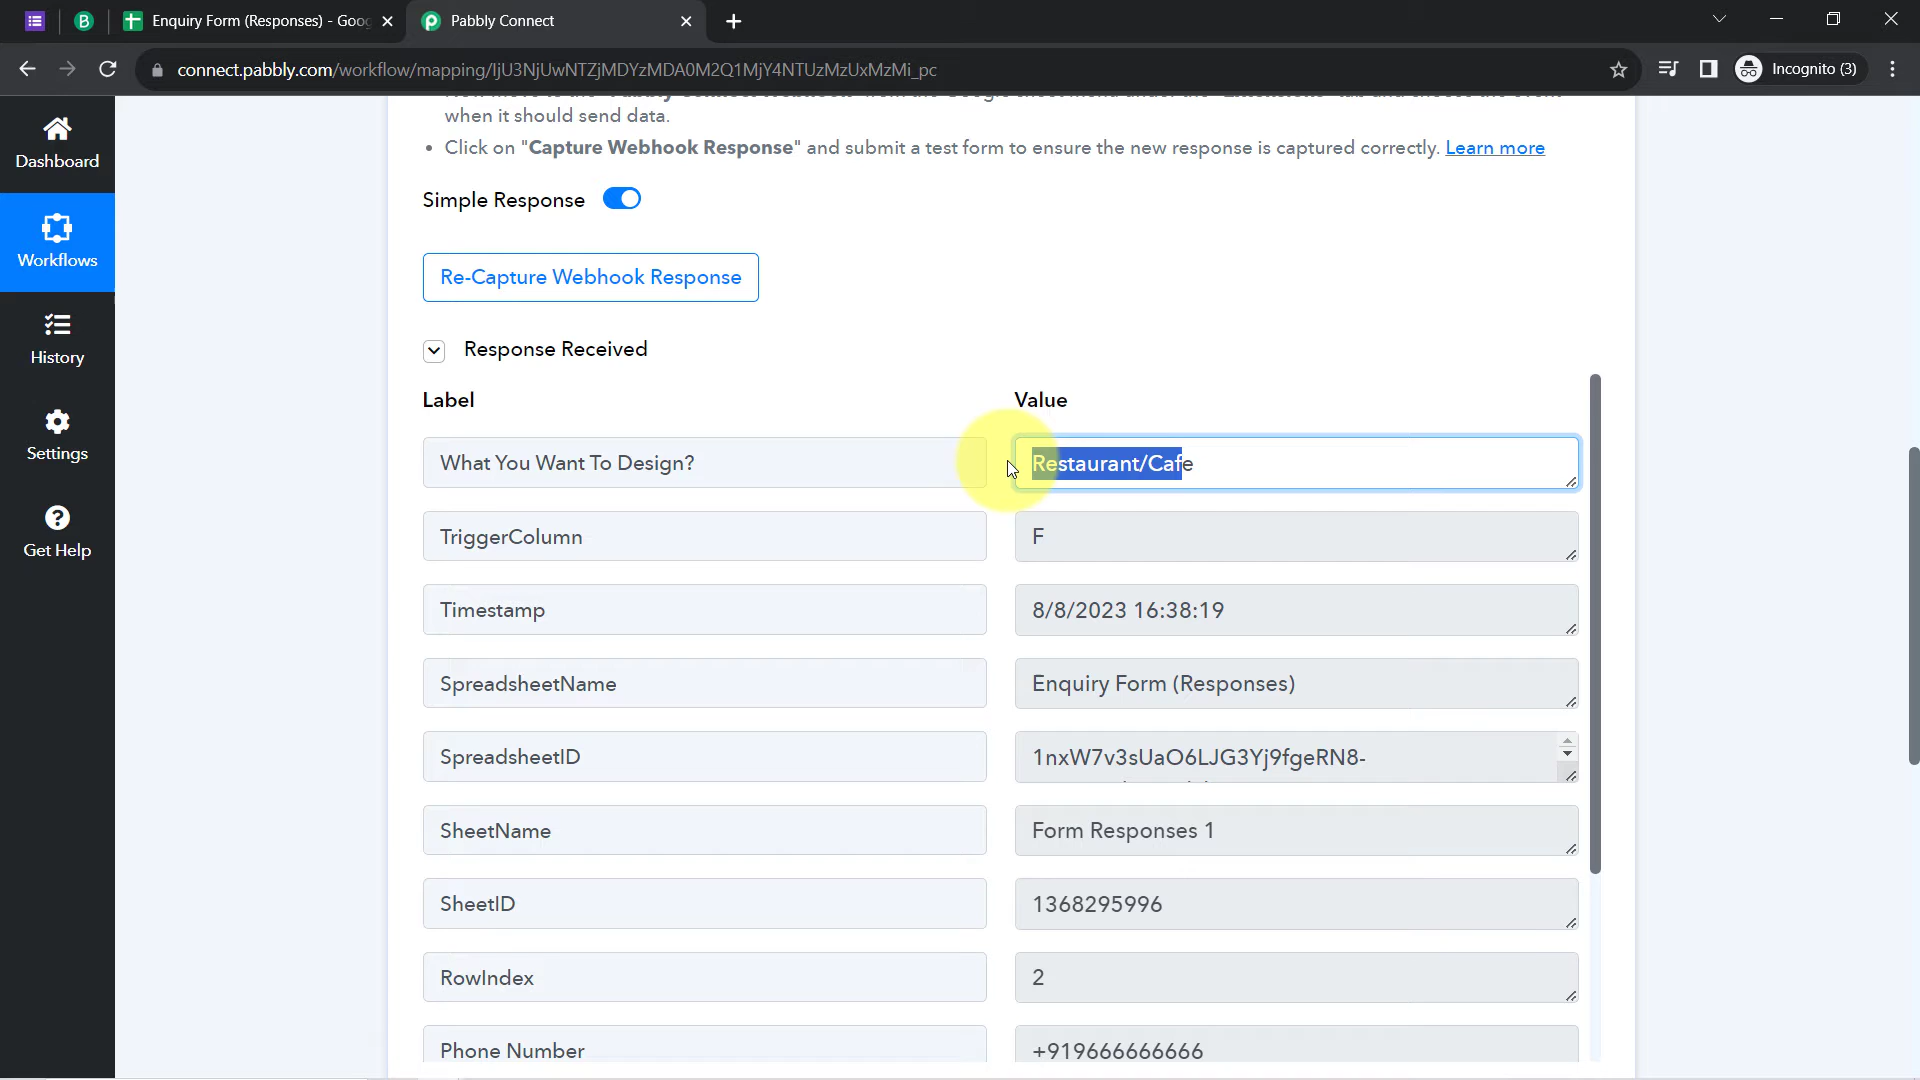 Enquiry Form (Responses) - Goog
Pabbly Connect
connect.pabbly.com/workflow/mapping/IjU3NjUwNTZjMDYzMDA0M2Q1MjY4NTUzMzUxMzMi_pc
Incognito (3)
Dashboard
Workflows
History
Settings
Get Help
when it should send data.
• Click on "Capture Webhook Response" and submit a test form to ensure the new response is captured correctly. Learn more
Simple Response
Re-Capture Webhook Response
Response Received
Label Value
What You Want To Design? Restaurant/Cafe
TriggerColumn F
Timestamp 8/8/2023 16:38:19
SpreadsheetName Enquiry Form (Responses)
SpreadsheetID 1nxW7v3sUaO6LJG3Yj9fgeRN8-
SheetName Form Responses 1
SheetID 1368295996
RowIndex 2
Phone Number +919666666666